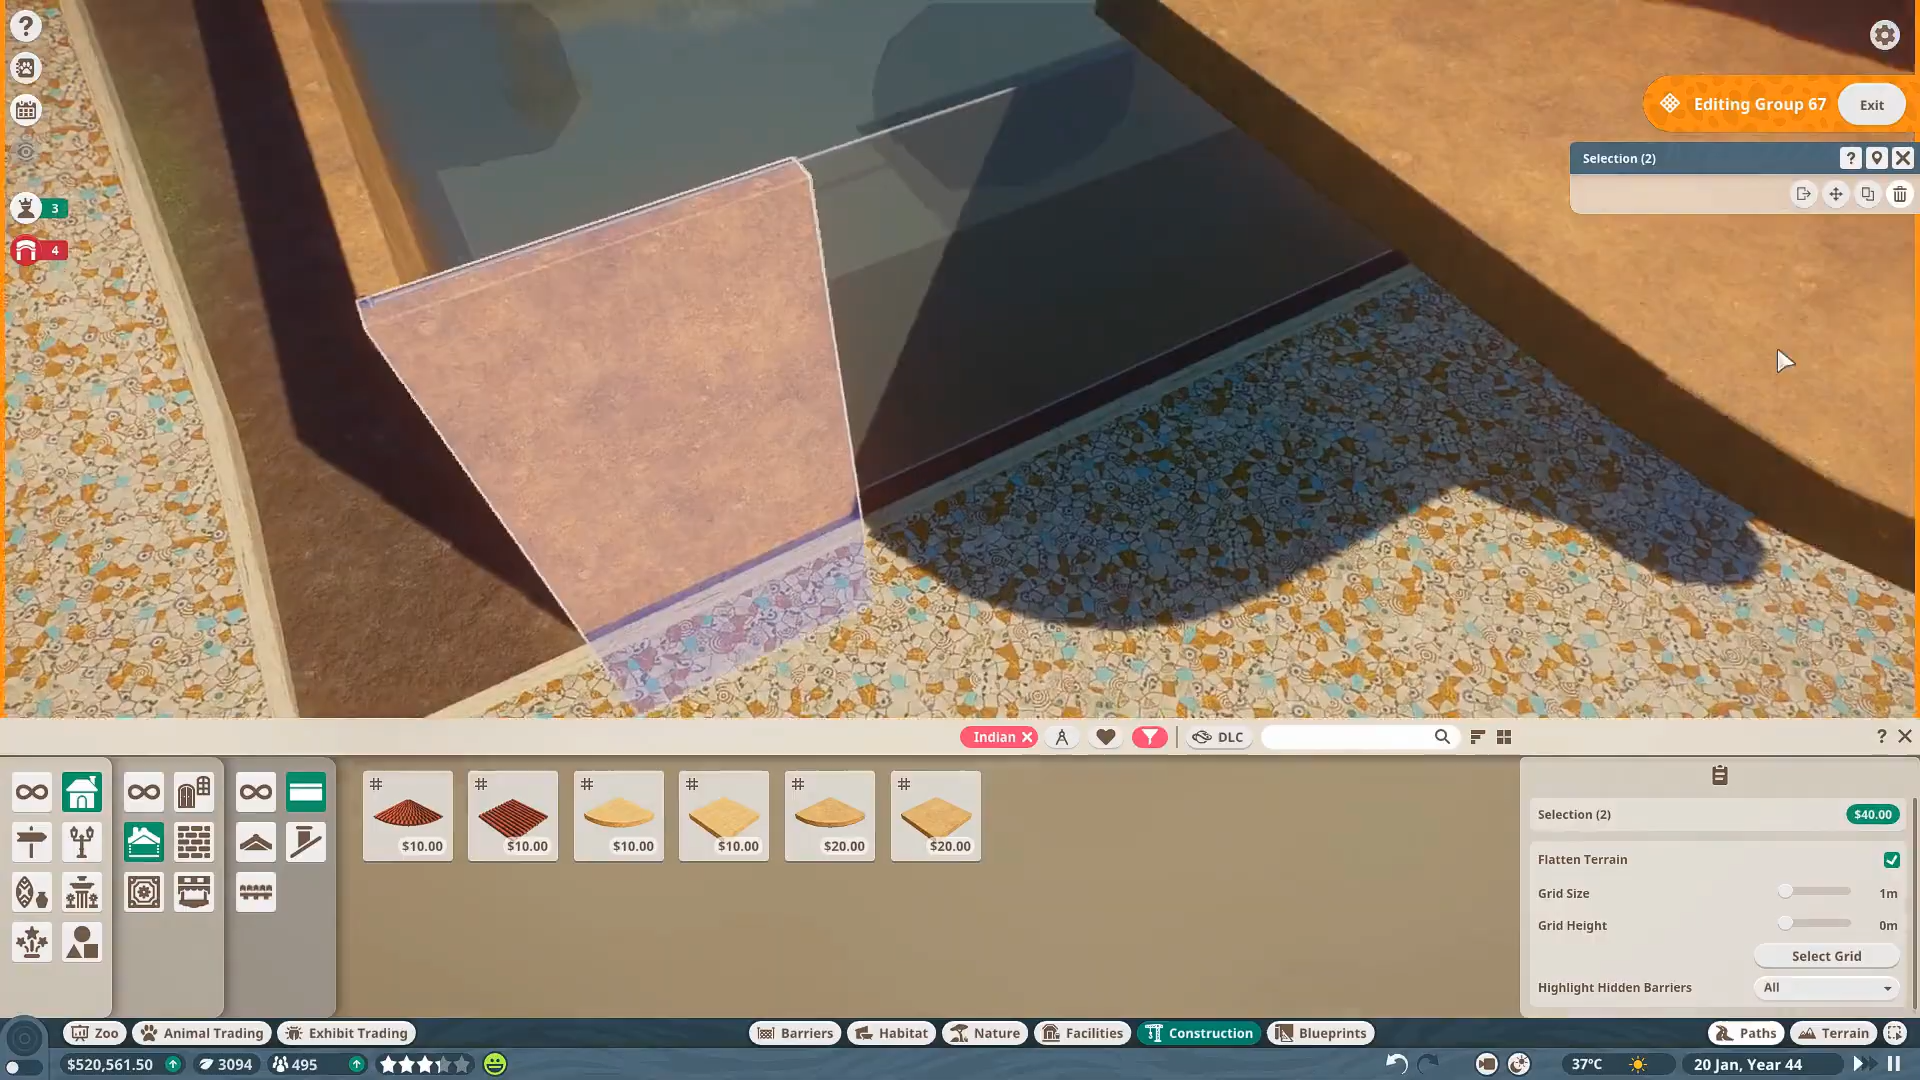 Editing Group 67
Exit
Selection (2)
?
3
4
Indian
DLC
$10.00
$10.00
$10.00
$10.00
$20.00
$20.00
Selection (2)
$40.00
Flatten Terrain
Grid Size
1m
Grid Height
0m
Select Grid
Highlight Hidden Barriers
All
Zoo
Animal Trading
Exhibit Trading
Barriers
Habitat
Nature
Facilities
Construction
Blueprints
Paths
Terrain
$520,561.50
3094
495
37°C
20 Jan, Year 44